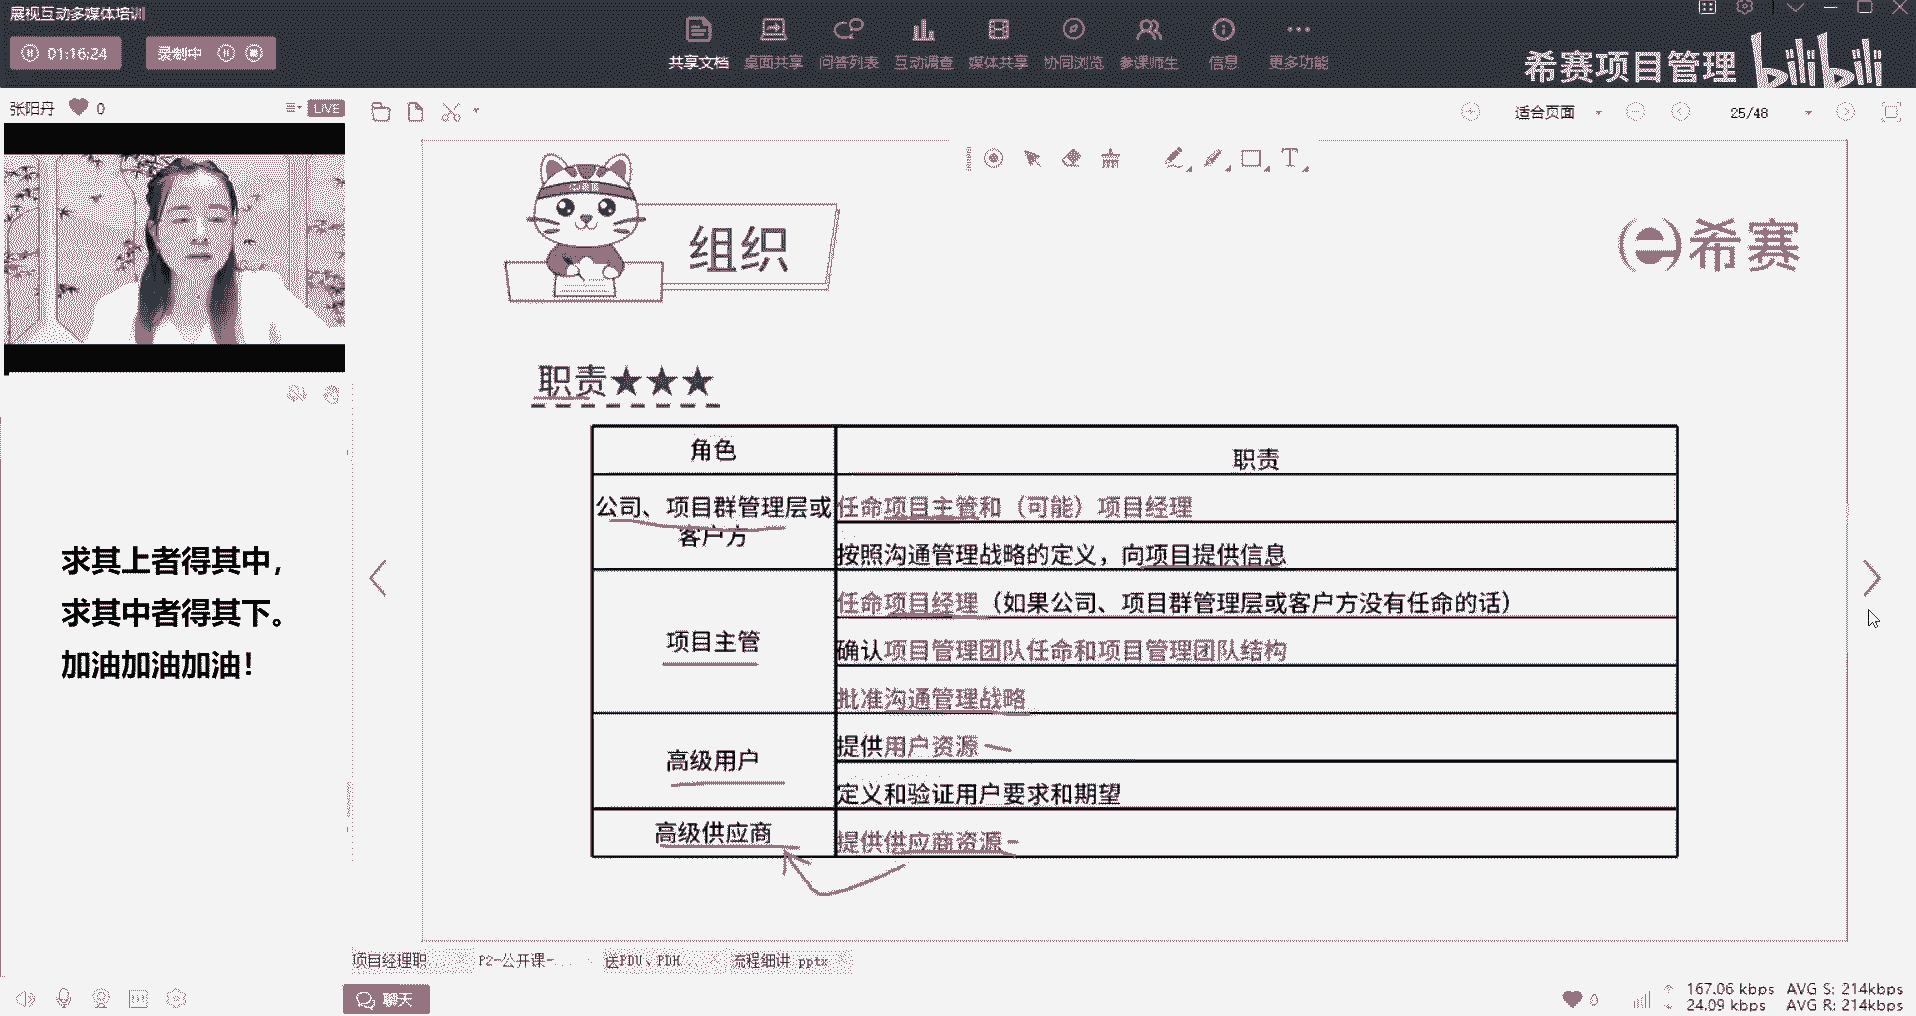 展视互动多媒体培训
01:16:24
录制中
共享文档
桌面共享
问答列表
互动调查
媒体共享
协同浏览
参课师生
信息
更多功能
希赛项目管理
bilibili
张阳丹
0
LIVE
适合页面
25/48
组织
希赛
职责★★★
角色
职责
公司、项目群管理层或
客户方
任命项目主管和（可能）项目经理
按照沟通管理战略的定义，向项目提供信息
项目主管
任命项目经理（如果公司、项目群管理层或客户方没有任命的话）
确认项目管理团队任命和项目管理团队结构
批准沟通管理战略
高级用户
提供用户资源
定义和验证用户要求和期望
高级供应商
提供供应商资源
求其上者得其中，
求其中者得其下。
加油加油加油！
项目经理职
P2-公开课-...
送PDU、PDH...
流程细讲.pptx
聊天
0
167.06 kbps
AVG S: 214kbps
24.09 kbps
AVG R: 214kbps